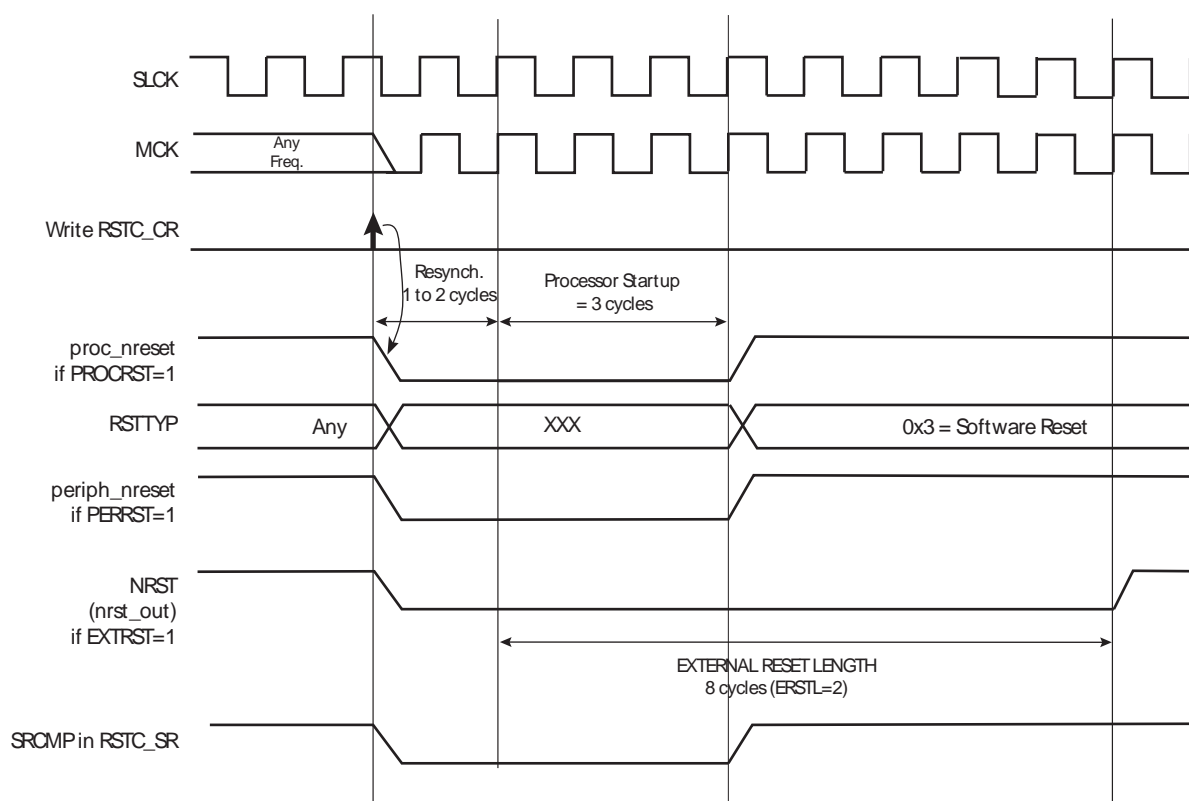 SLCK
MCK
Any
Freq.
Write RSTC_CR
Resynch.
1 to 2 cycles
Processor Startup
= 3 cycles
proc_nreset
if PROCRST=1
RSTTYP
Any
XXX
0x3 = Software Reset
periph_nreset
if PERRST=1
NRST
(nrst_out)
if EXTRST=1
EXTERNAL RESET LENGTH
8 cycles (ERSTL=2)
SRCMP in RSTC_SR